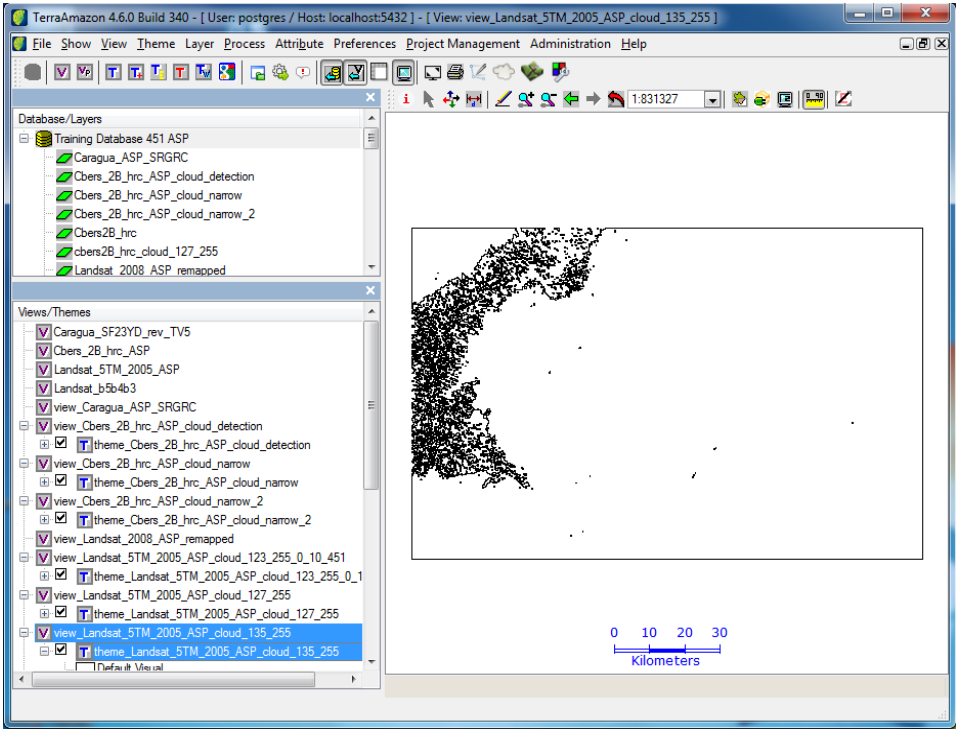 TerraAmazon 4.6.0 Build 340 - [ User: postgres / Host: localhost:5432 ] - [ View: view_Landsat_5TM_2005_ASP_cloud_135_255 ]
File Show View Theme Layer Process Attribute Preferences Project Management Administration Help
1:831327
Database/Layers
Training Database 451 ASP
Caragua_ASP_SRGRC
Cbers_2B_hrc_ASP_cloud_detection
Cbers_2B_hrc_ASP_cloud_narrow
Cbers_2B_hrc_ASP_cloud_narrow_2
Cbers2B_hrc
cbers2B_hrc_cloud_127_255
Landsat_2008_ASP_remapped
Views/Themes
Caragua_SF23YD_rev_TV5
Cbers_2B_hrc_ASP
Landsat_5TM_2005_ASP
Landsat_b5b4b3
view_Caragua_ASP_SRGRC
view_Cbers_2B_hrc_ASP_cloud_detection
theme_Cbers_2B_hrc_ASP_cloud_detection
view_Cbers_2B_hrc_ASP_cloud_narrow
theme_Cbers_2B_hrc_ASP_cloud_narrow
view_Cbers_2B_hrc_ASP_cloud_narrow_2
theme_Cbers_2B_hrc_ASP_cloud_narrow_2
view_Landsat_2008_ASP_remapped
view_Landsat_5TM_2005_ASP_cloud_123_255_0_10_451
theme_Landsat_5TM_2005_ASP_cloud_123_255_0_1
view_Landsat_5TM_2005_ASP_cloud_127_255
theme_Landsat_5TM_2005_ASP_cloud_127_255
view_Landsat_5TM_2005_ASP_cloud_135_255
theme_Landsat_5TM_2005_ASP_cloud_135_255
Default Visual
0 10 20 30
Kilometers